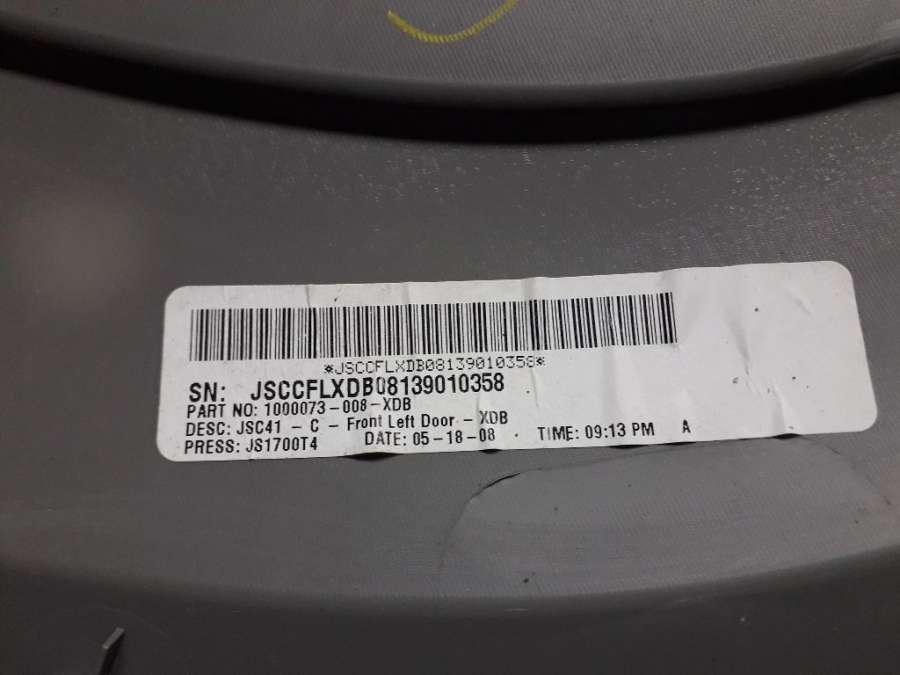 *JSCCFLXDB08139010358*
SN: JSCCFLXDB08139010358
PART NO: 1000073-008-XDB
DESC: JSC41 - C - Front Left Door - XDB
PRESS: JS1700T4 DATE: 05-18-08 TIME: 09:13 PM A